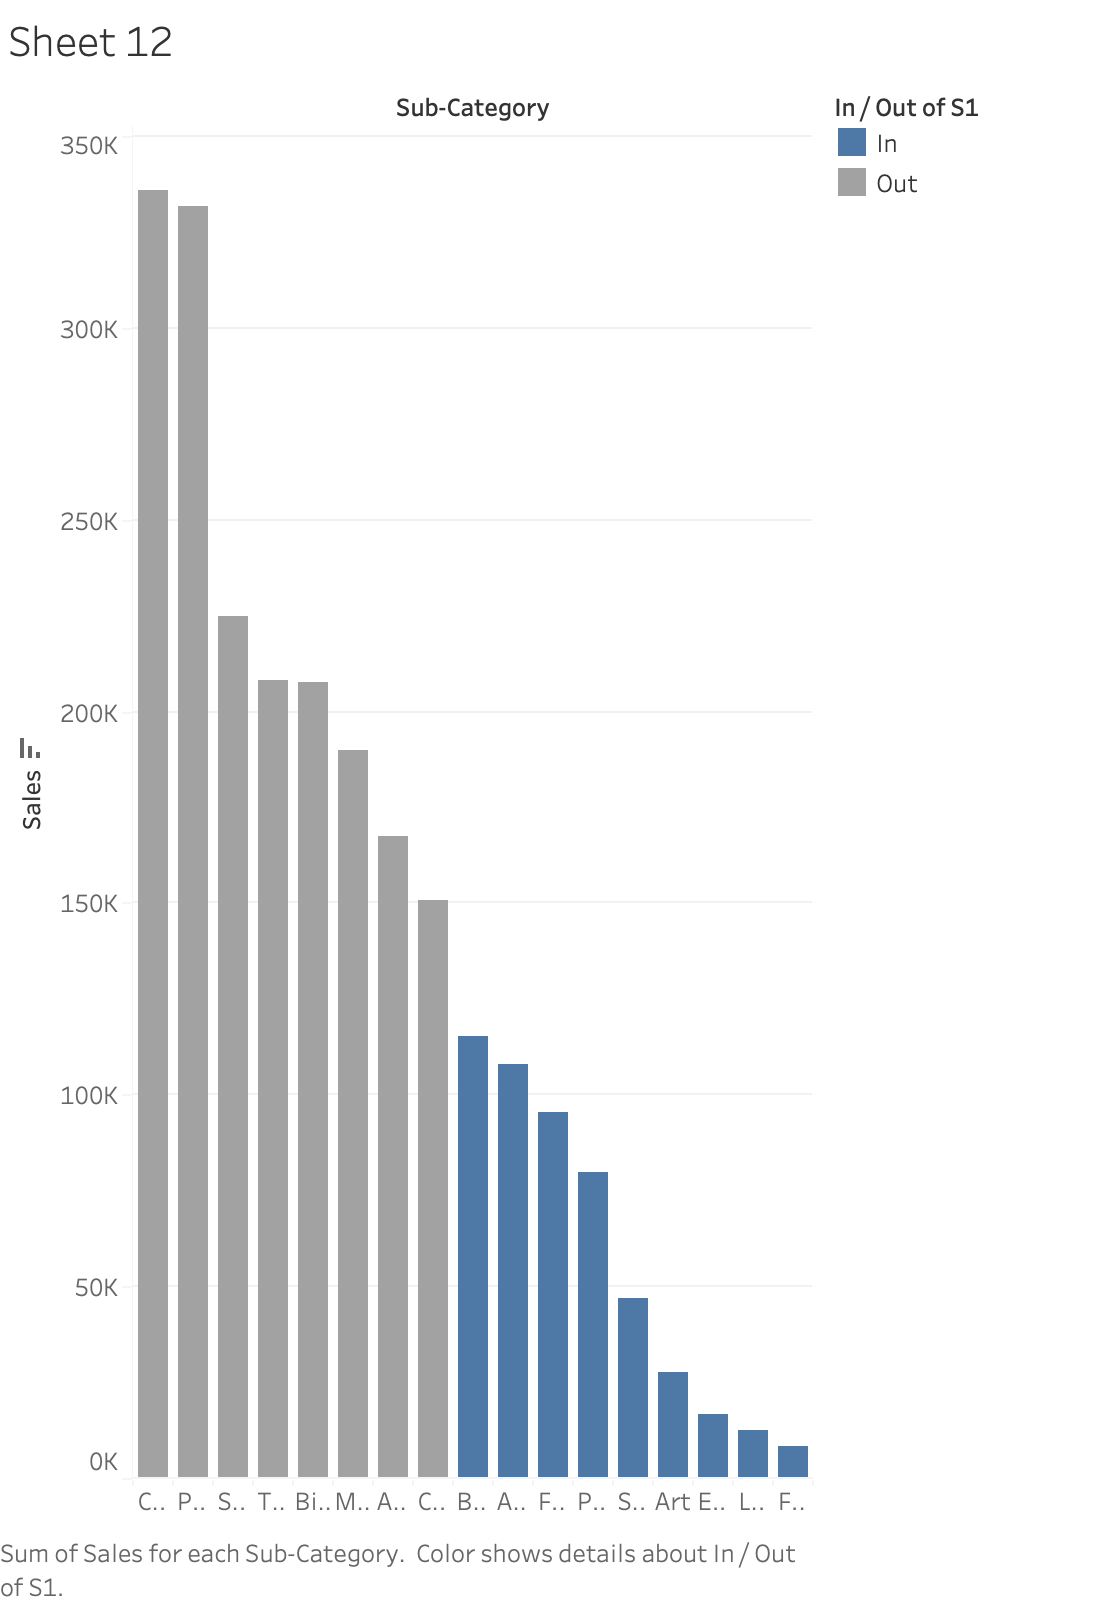 Sheet 12
Sub-Category
In / Out of S1
In
Out
350K
300K
250K
200K
150K
100K
50K
0K
Sales
C.. P.. S.. T.. Bi.. M.. A.. C.. B.. A.. F.. P.. S.. Art E.. L.. F..
Sum of Sales for each Sub-Category.  Color shows details about In / Out
of S1.